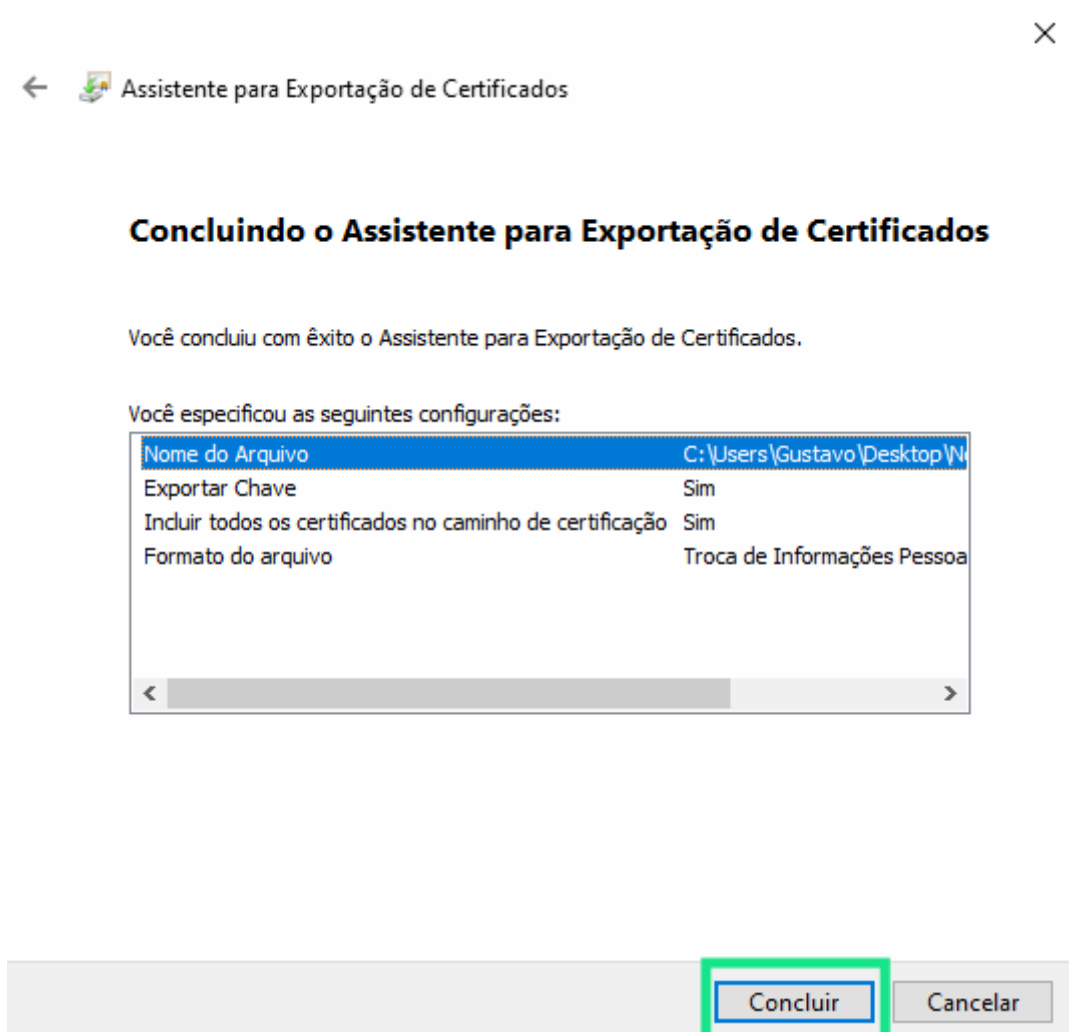 Assistente para Exportação de Certificados
Concluindo o Assistente para Exportação de Certificados
Você concluiu com êxito o Assistente para Exportação de Certificados.
Você especificou as seguintes configurações:
Nome do Arquivo C:\Users\Gustavo\Desktop\
Exportar Chave Sim
Incluir todos os certificados no caminho de certificação Sim
Formato do arquivo Troca de Informações Pessoa
Concluir Cancelar